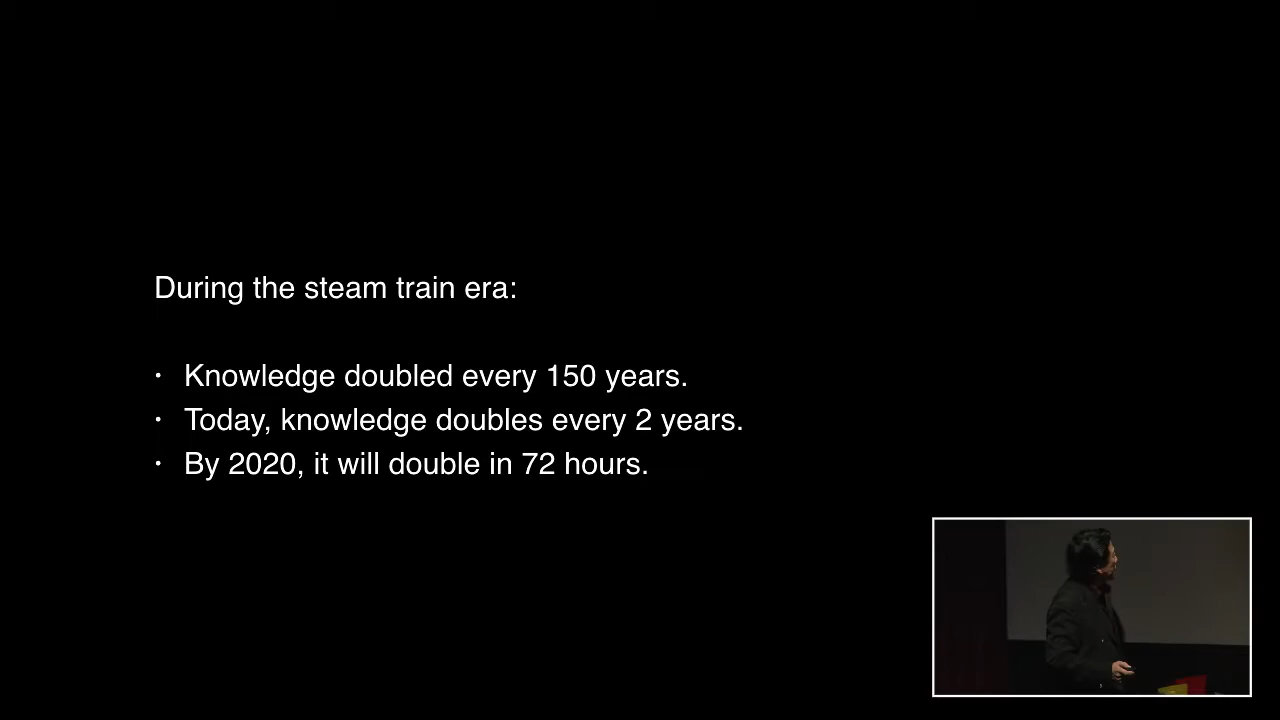 During the steam train era:
· Knowledge doubled every 150 years.
· Today, knowledge doubles every 2 years.
· By 2020, it will double in 72 hours.